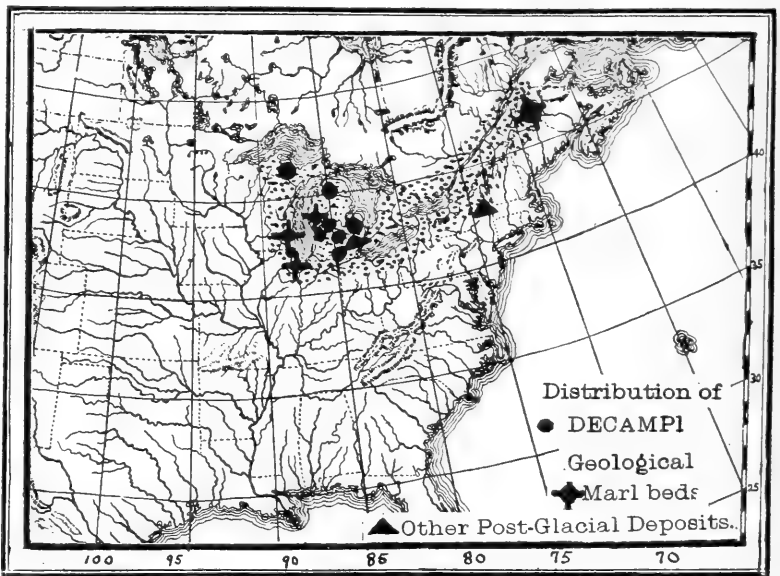 40
35
30
25
Distribution of
DECAMPI
Geological
Marl beds
Other Post-Glacial Deposits.
100 95 90 85 80 75 70